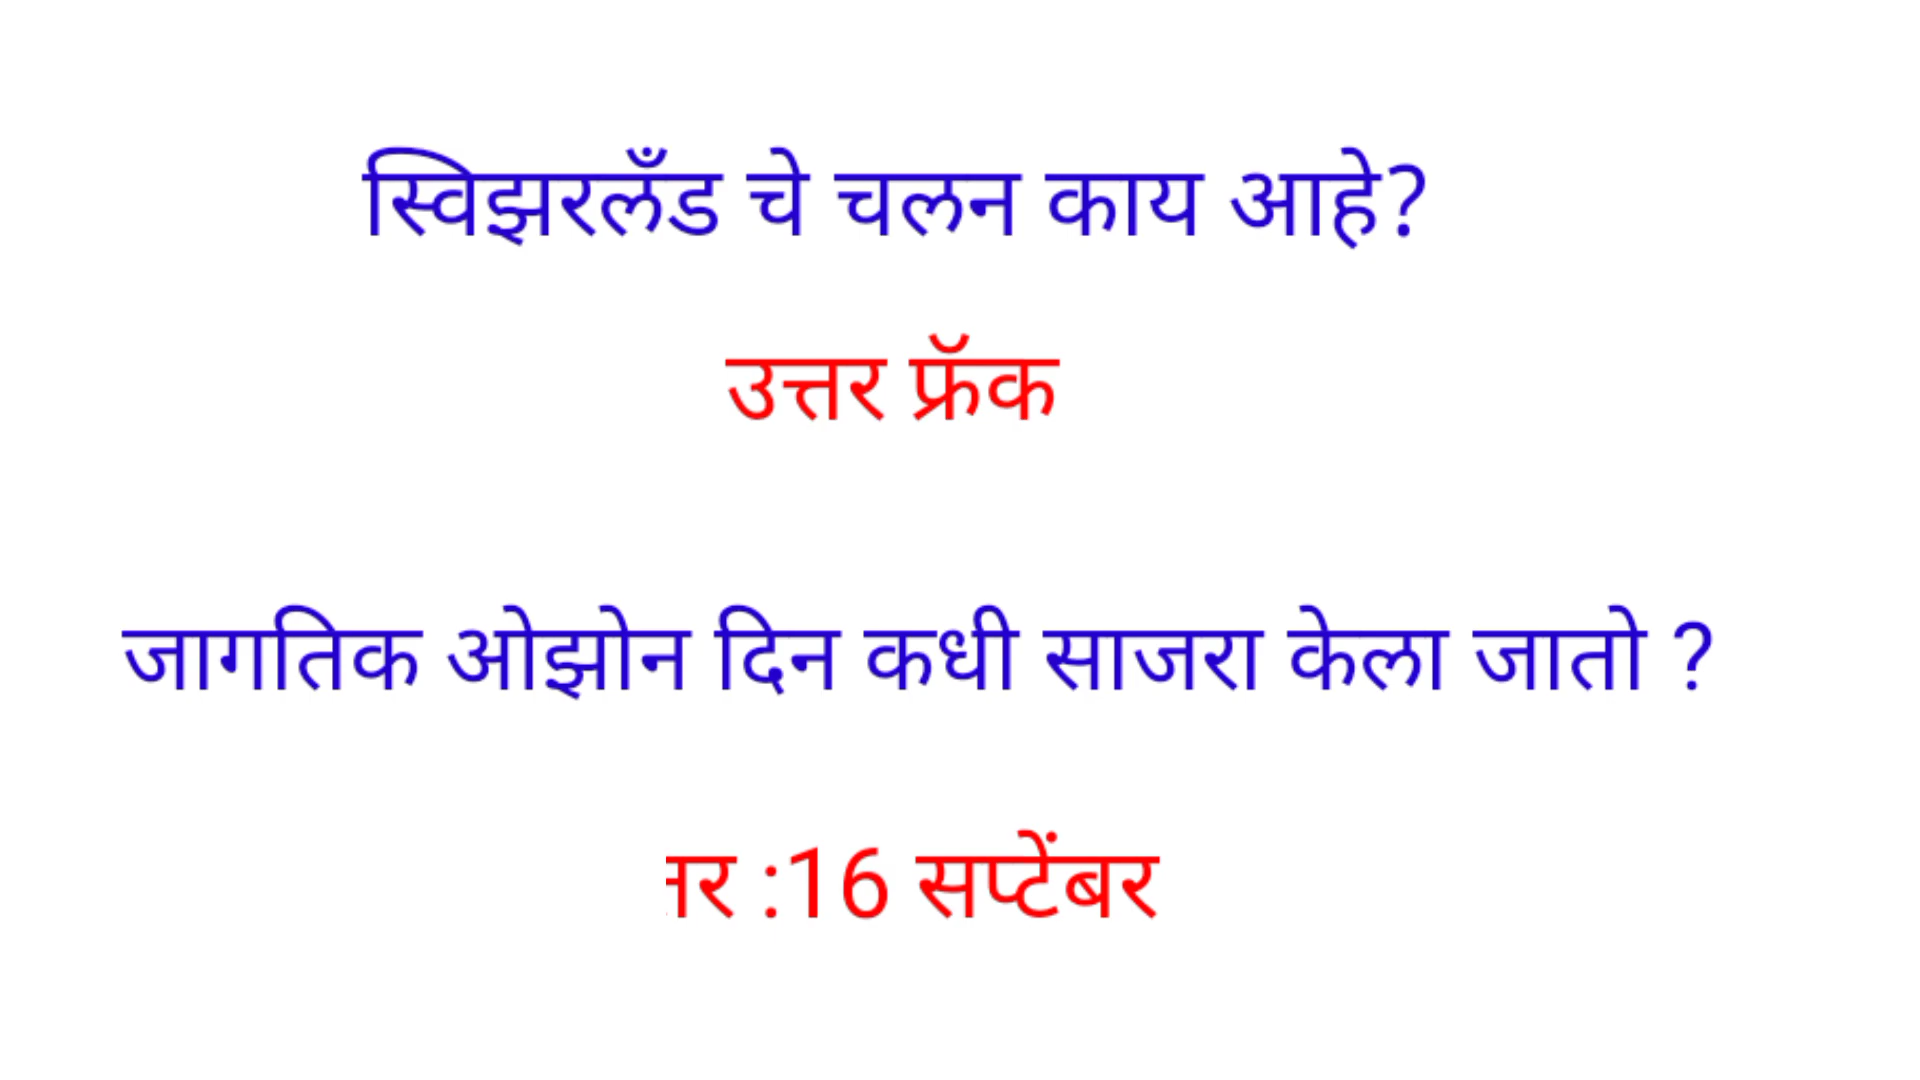 स्विझरलँड चे चलन काय आहे?
उत्तर फ्रॅक
जागतिक ओझोन दिन कधी साजरा केला जातो ?
:16 सप्टेंबर